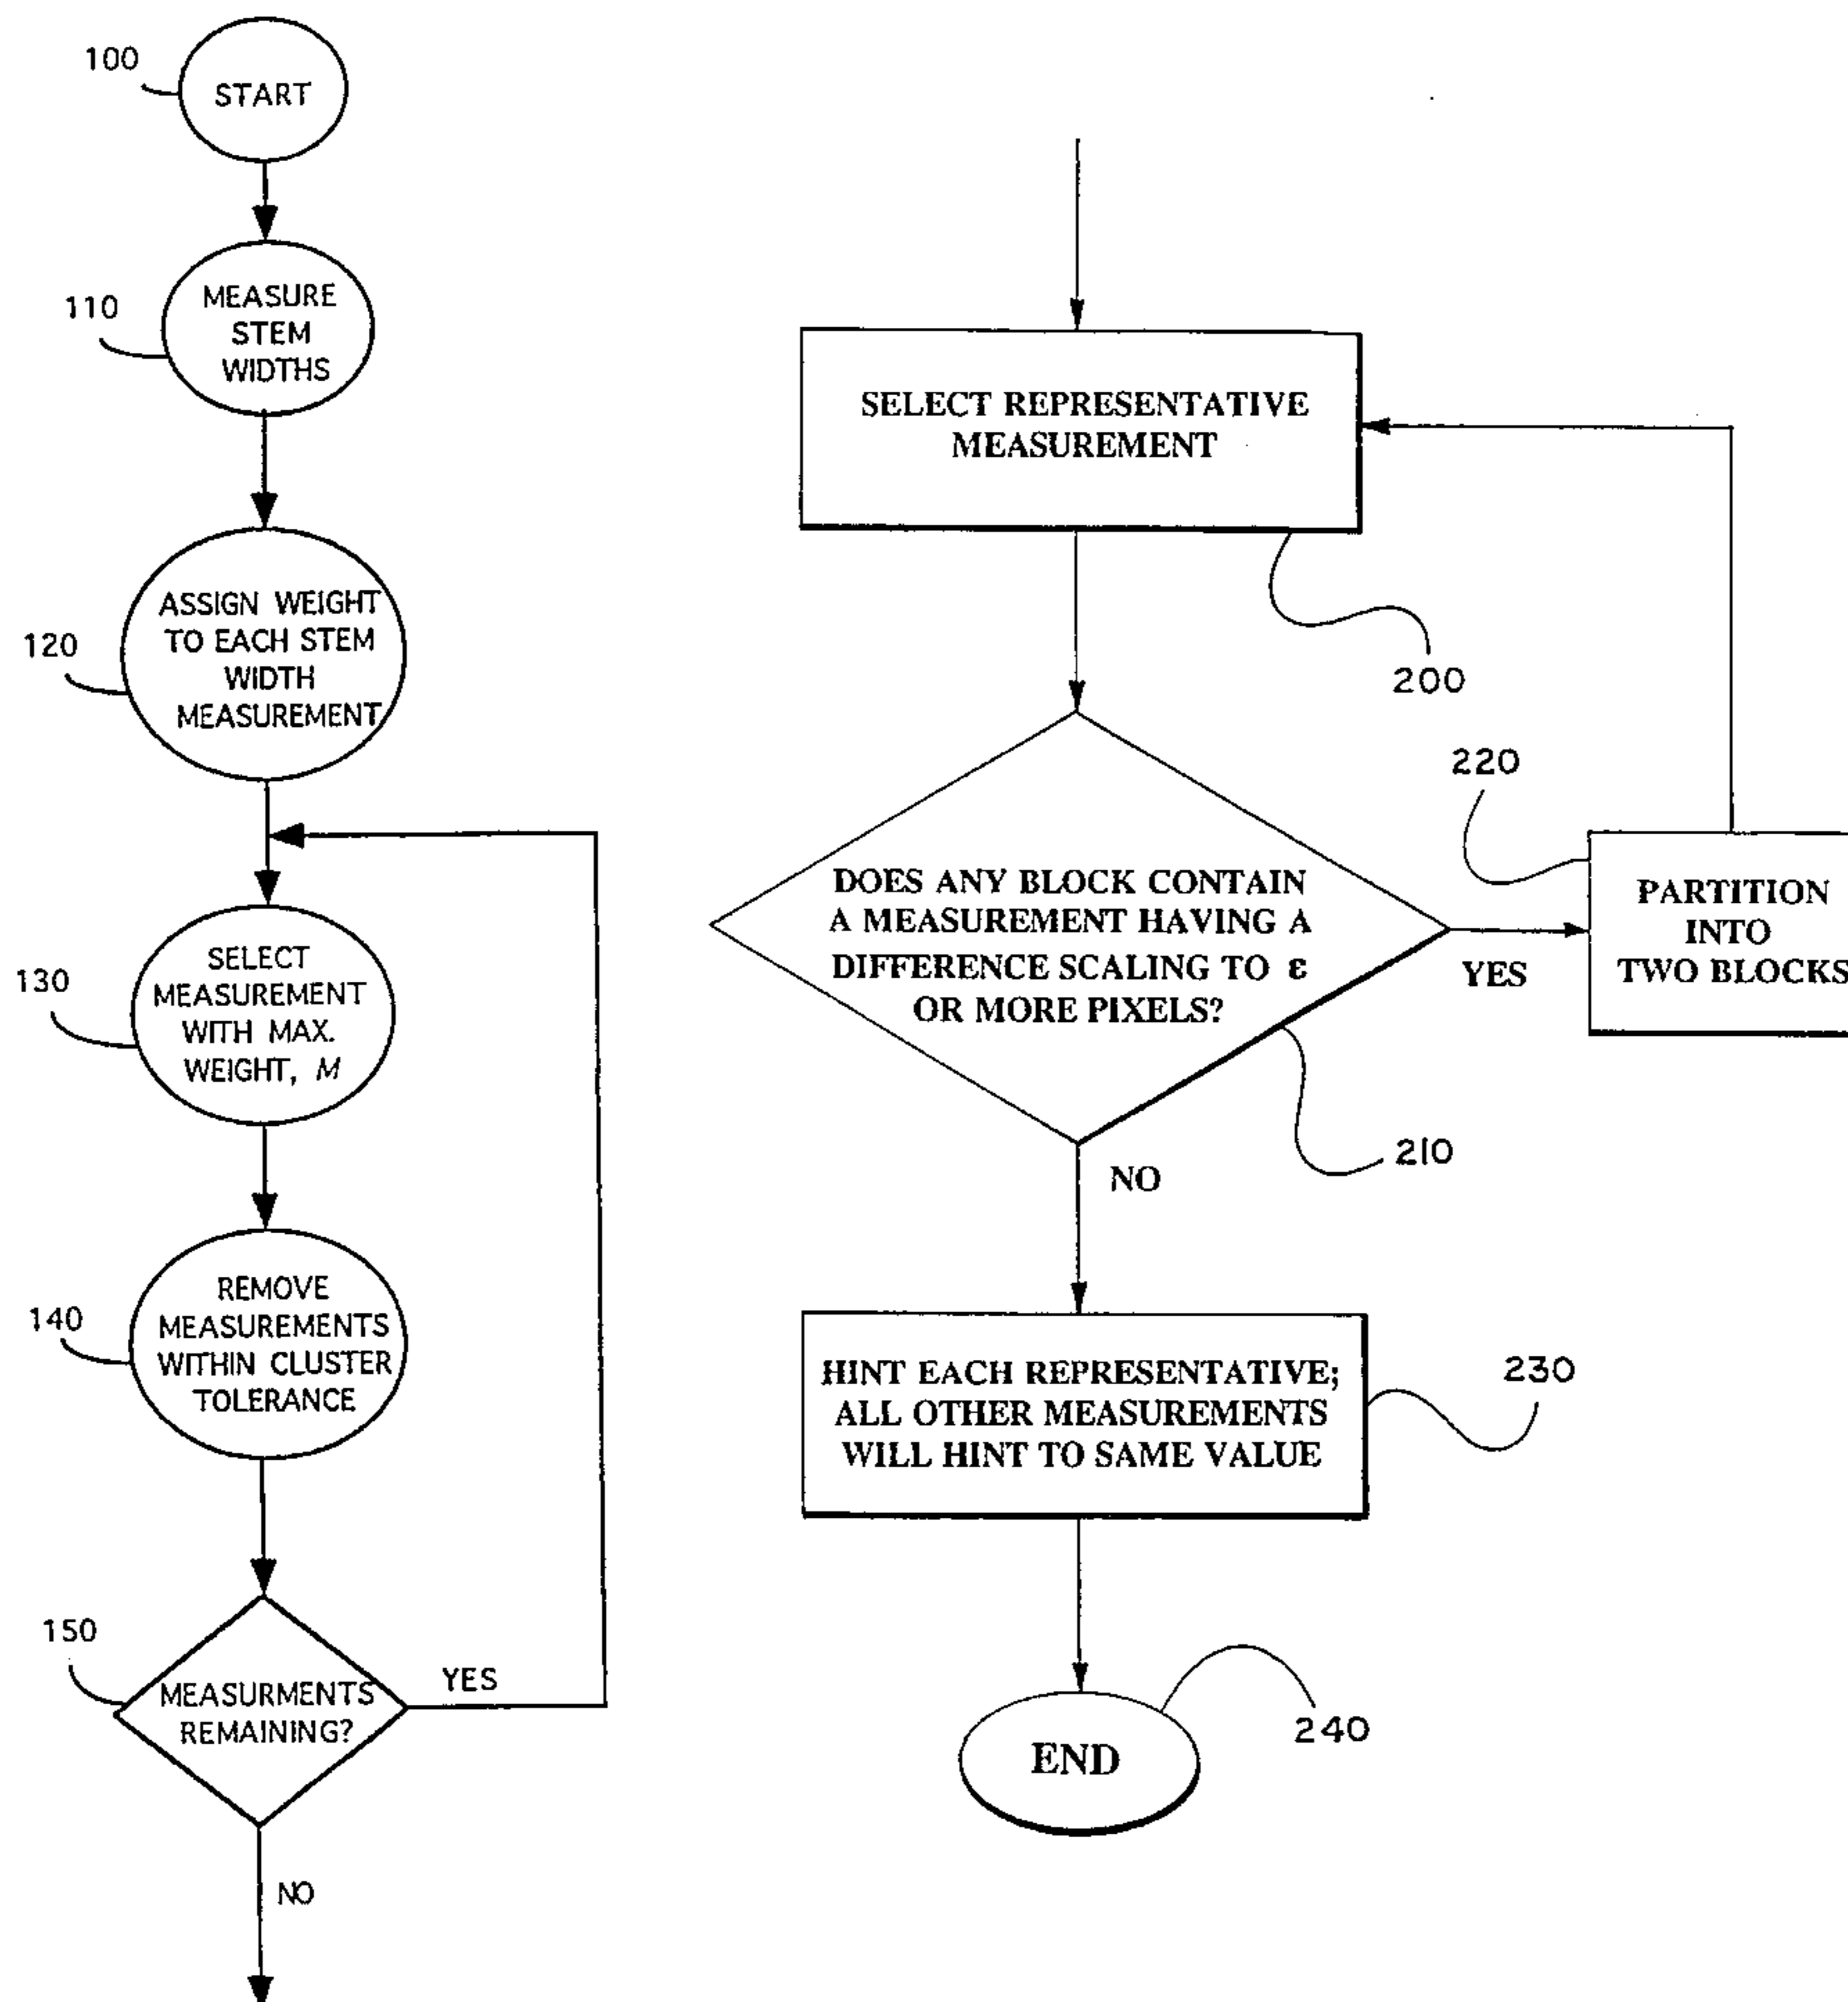 100
START
110
MEASURE
STEM
WIDTHS
120
ASSIGN WEIGHT
TO EACH STEM
WIDTH
MEASUREMENT
130
SELECT
MEASUREMENT
WITH MAX.
WEIGHT, M
140
REMOVE
MEASUREMENTS
WITHIN CLUSTER
TOLERANCE
150
MEASURMENTS
REMAINING?
YES
NO
SELECT REPRESENTATIVE
MEASUREMENT
200
DOES ANY BLOCK CONTAIN
A MEASUREMENT HAVING A
DIFFERENCE SCALING TO ε
OR MORE PIXELS?
210
YES
220
PARTITION
INTO
TWO BLOCKS
NO
HINT EACH REPRESENTATIVE;
ALL OTHER MEASUREMENTS
WILL HINT TO SAME VALUE
230
END
240